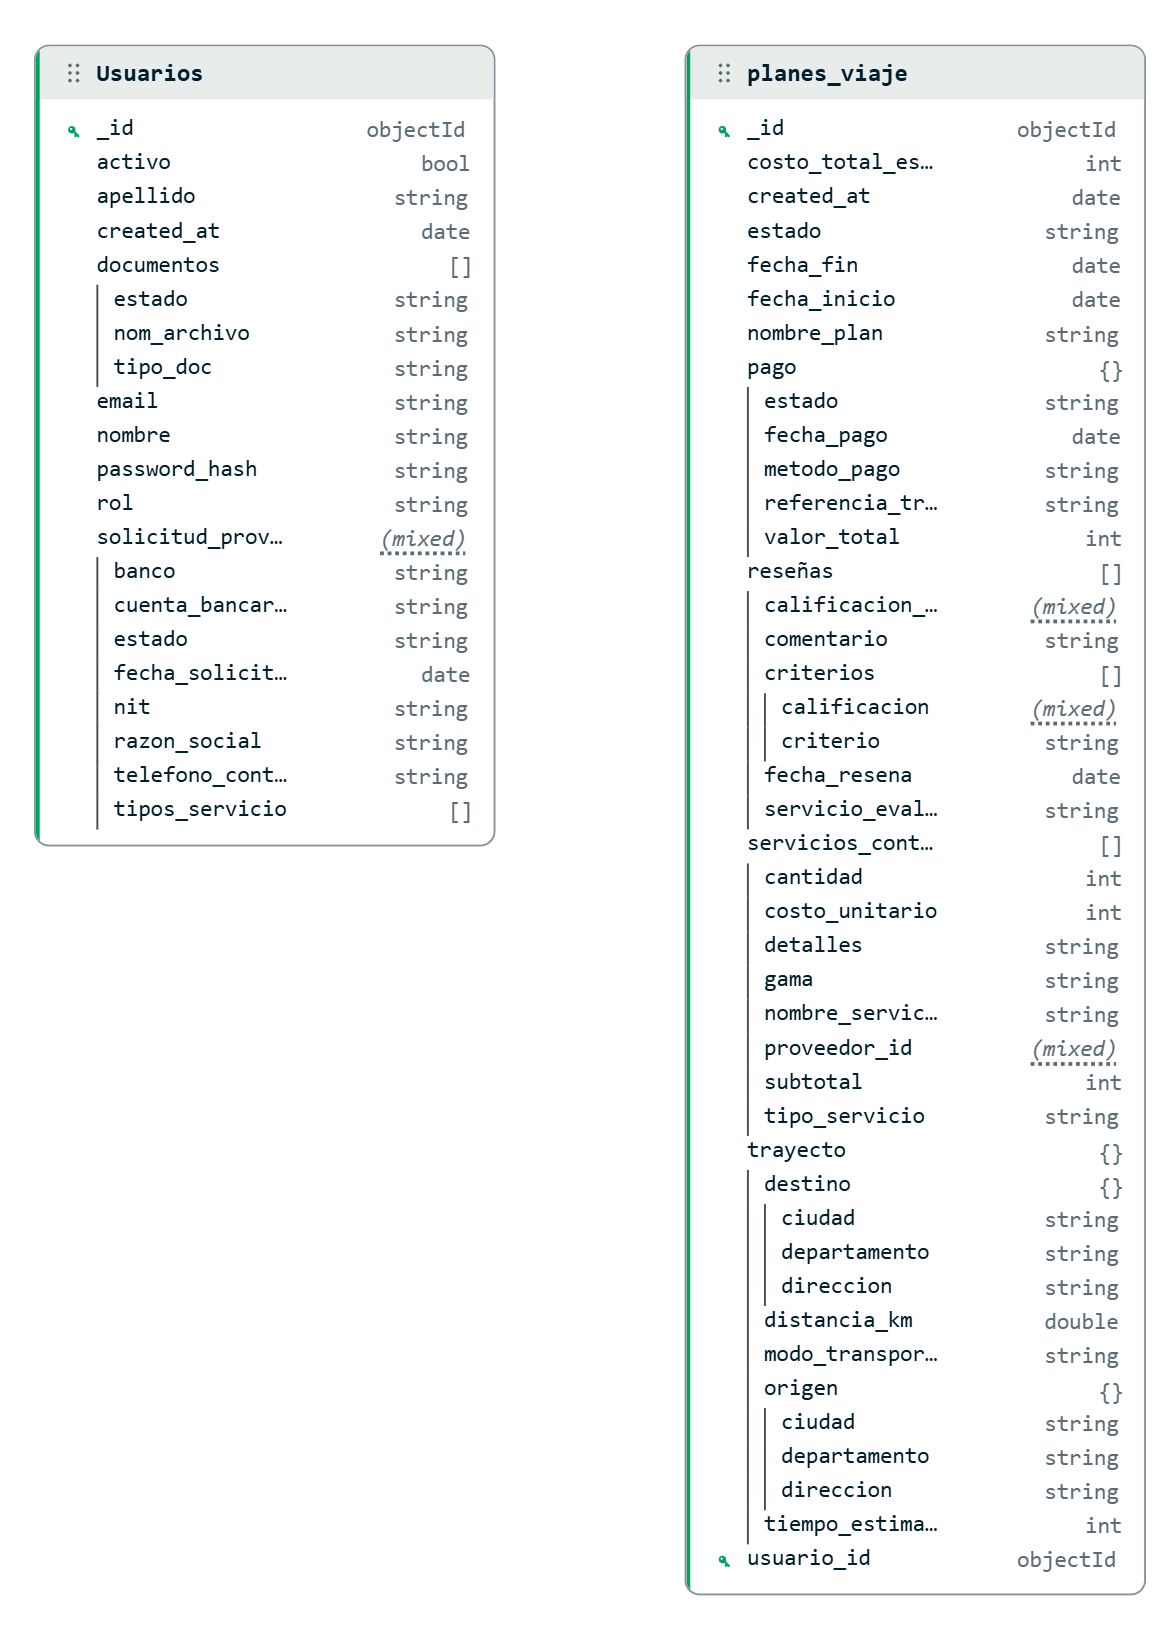 Usuarios
_id objectId
activo bool
apellido string
created_at date
documentos []
estado string
nom_archivo string
tipo_doc string
email string
nombre string
password_hash string
rol string
solicitud_prov… (mixed)
banco string
cuenta_bancar… string
estado string
fecha_solicit… date
nit string
razon_social string
telefono_cont… string
tipos_servicio []
planes_viaje
_id objectId
costo_total_es… int
created_at date
estado string
fecha_fin date
fecha_inicio date
nombre_plan string
pago {}
estado string
fecha_pago date
metodo_pago string
referencia_tr… string
valor_total int
reseñas []
calificacion_… (mixed)
comentario string
criterios []
calificacion (mixed)
criterio string
fecha_resena date
servicio_eval… string
servicios_cont… []
cantidad int
costo_unitario int
detalles string
gama string
nombre_servic… string
proveedor_id (mixed)
subtotal int
tipo_servicio string
trayecto {}
destino {}
ciudad string
departamento string
direccion string
distancia_km double
modo_transpor… string
origen {}
ciudad string
departamento string
direccion string
tiempo_estima… int
usuario_id objectId